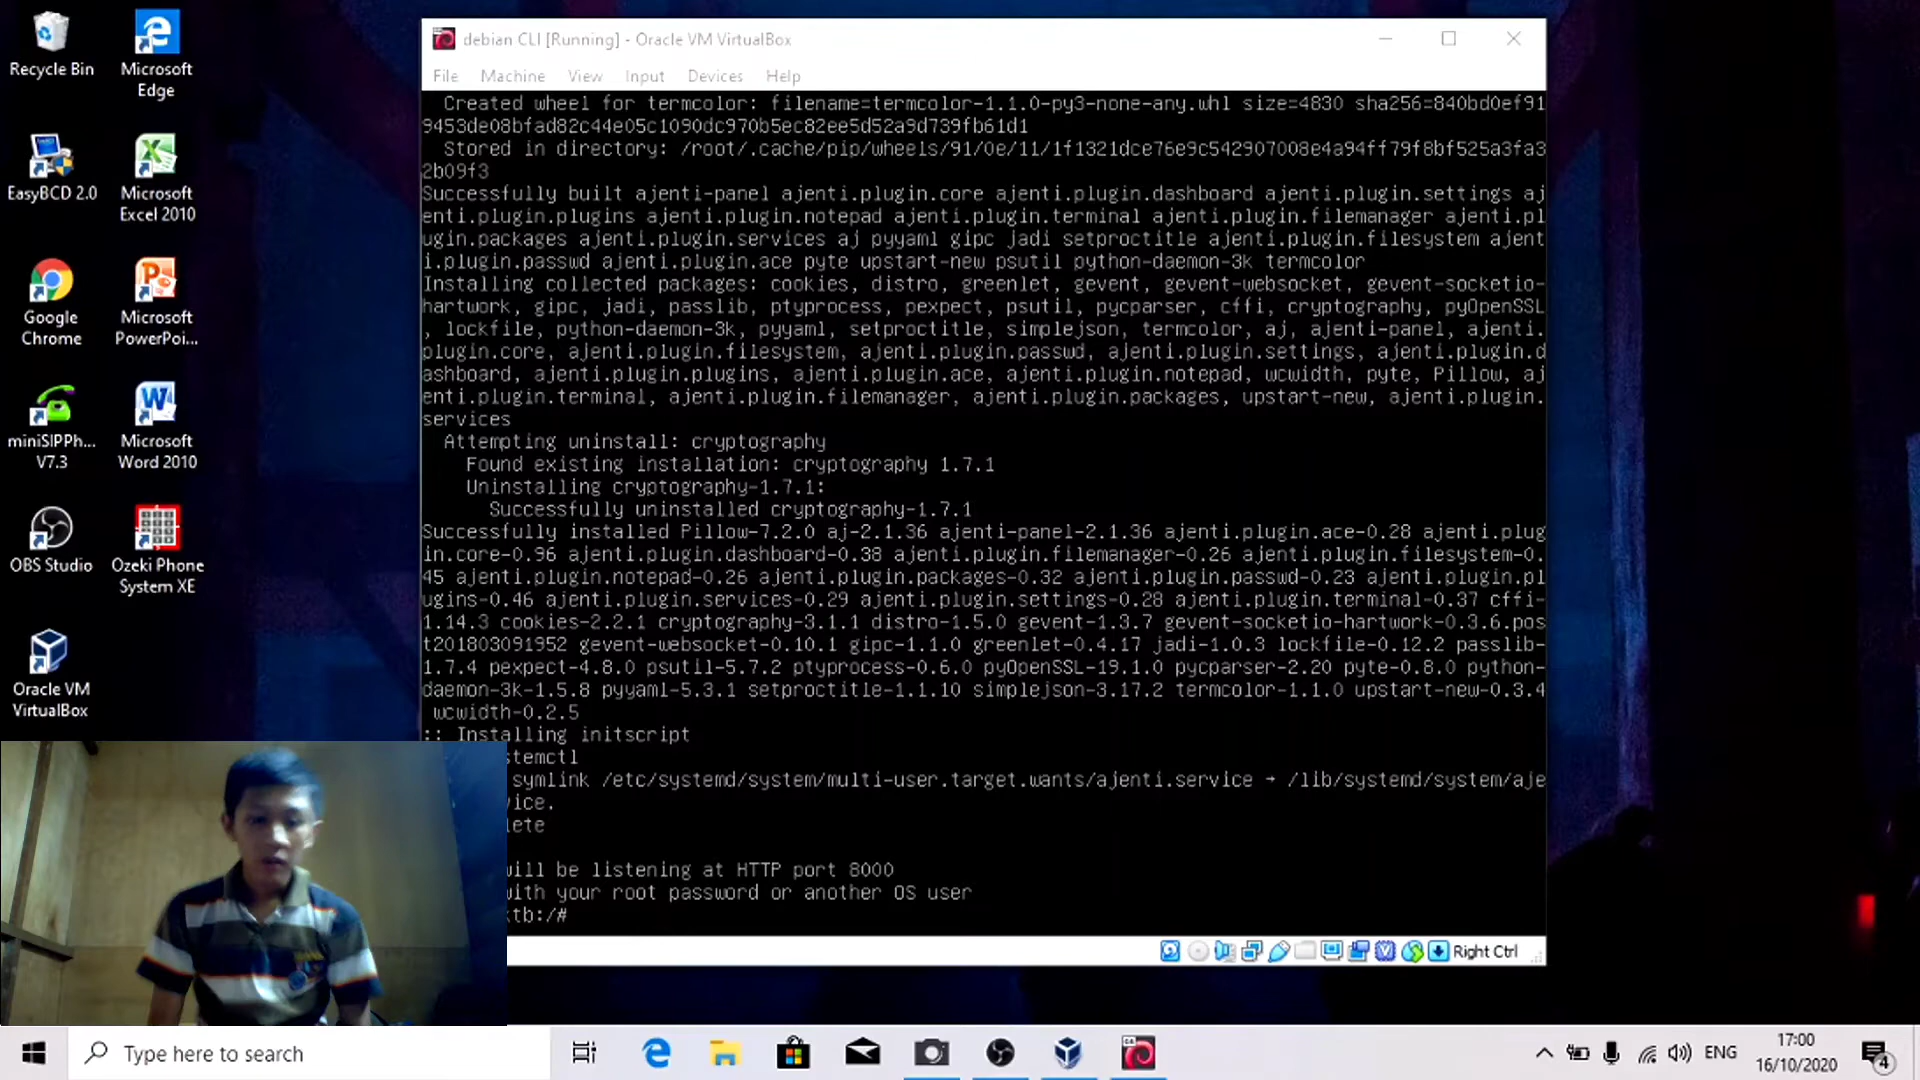 Recycle Bin
Microsoft Edge
EasyBCD 2.0
Microsoft Excel 2010
Google Chrome
Microsoft PowerPoi...
miniSIPPh... V7.3
Microsoft Word 2010
OBS Studio
Ozeki Phone System XE
Oracle VM VirtualBox
debian CLI [Running] - Oracle VM VirtualBox
File Machine View Input Devices Help
Created wheel for termcolor: filename=termcolor-1.1.0-py3-none-any.whl size=4830 sha256=840bd0ef91
9453de08bfad82c44e05c1090dc970b5ec82ee5d52a9d739fb61d1
Stored in directory: /root/.cache/pip/wheels/91/0e/11/1f1321dce76e9c542907008e4a94ff79f8bf525a3fa3
2b09f3
Successfully built ajenti-panel ajenti.plugin.core ajenti.plugin.dashboard ajenti.plugin.settings aj
enti.plugin.plugins ajenti.plugin.notepad ajenti.plugin.terminal ajenti.plugin.filemanager ajenti.pl
ugin.packages ajenti.plugin.services aj pyyaml gipc jadi setproctitle ajenti.plugin.filesystem ajent
i.plugin.passwd ajenti.plugin.ace pyte upstart-new psutil python-daemon-3k termcolor
Installing collected packages: cookies, distro, greenlet, gevent, gevent-websocket, gevent-socketio-
hartwork, gipc, jadi, passlib, ptyprocess, pexpect, psutil, pycparser, cffi, cryptography, pyOpenSSL
, lockfile, python-daemon-3k, pyyaml, setproctitle, simplejson, termcolor, aj, ajenti-panel, ajenti.
plugin.core, ajenti.plugin.filesystem, ajenti.plugin.passwd, ajenti.plugin.settings, ajenti.plugin.d
ashboard, ajenti.plugin.plugins, ajenti.plugin.ace, ajenti.plugin.notepad, wcwidth, pyte, Pillow, aj
enti.plugin.terminal, ajenti.plugin.filemanager, ajenti.plugin.packages, upstart-new, ajenti.plugin.
services
Attempting uninstall: cryptography
Found existing installation: cryptography 1.7.1
Uninstalling cryptography-1.7.1:
Successfully uninstalled cryptography-1.7.1
Successfully installed Pillow-7.2.0 aj-2.1.36 ajenti-panel-2.1.36 ajenti.plugin.ace-0.28 ajenti.plug
in.core-0.96 ajenti.plugin.dashboard-0.38 ajenti.plugin.filemanager-0.26 ajenti.plugin.filesystem-0.
45 ajenti.plugin.notepad-0.26 ajenti.plugin.packages-0.32 ajenti.plugin.passwd-0.23 ajenti.plugin.pl
ugins-0.46 ajenti.plugin.services-0.29 ajenti.plugin.settings-0.28 ajenti.plugin.terminal-0.37 cffi-
1.14.3 cookies-2.2.1 cryptography-3.1.1 distro-1.5.0 gevent-1.3.7 gevent-socketio-hartwork-0.3.6.pos
t201803091952 gevent-websocket-0.10.1 gipc-1.1.0 greenlet-0.4.17 jadi-1.0.3 lockfile-0.12.2 passlib-
1.7.4 pexpect-4.8.0 psutil-5.7.2 ptyprocess-0.6.0 pyOpenSSL-19.1.0 pycparser-2.20 pyte-0.8.0 python-
daemon-3k-1.5.8 pyyaml-5.3.1 setproctitle-1.1.10 simplejson-3.17.2 termcolor-1.1.0 upstart-new-0.3.4
wcwidth-0.2.5
:: Installing initscript
stemctl
symlink /etc/systemd/system/multi-user.target.wants/ajenti.service → /lib/systemd/system/aje
ice.
lete
will be listening at HTTP port 8000
with your root password or another OS user
ktb:/#
Right Ctrl
Type here to search
ENG
17:00
16/10/2020
4